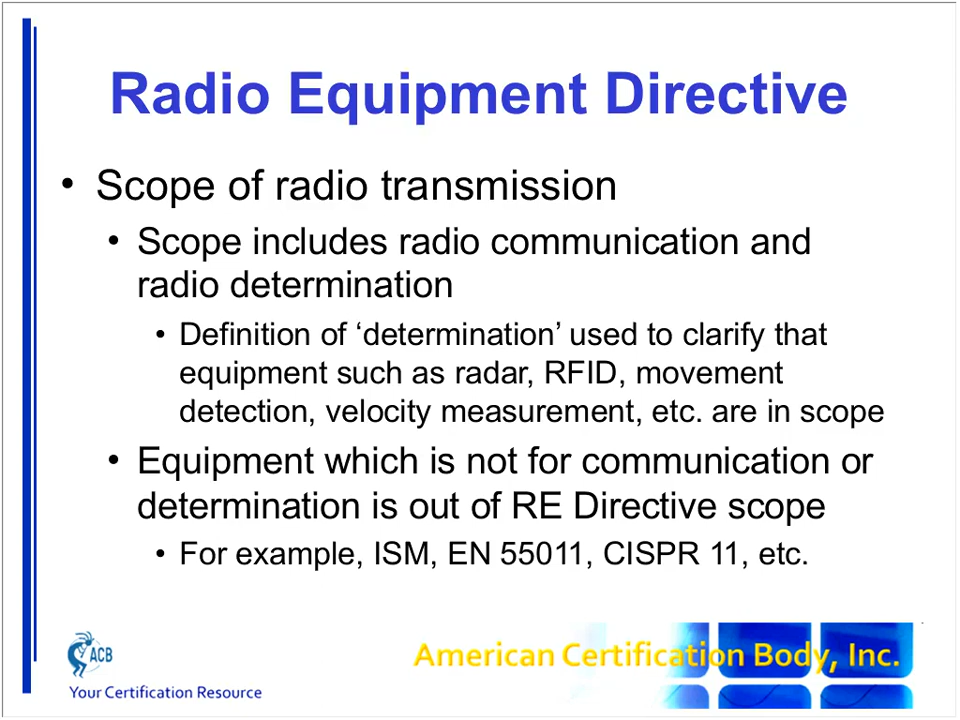 Radio Equipment Directive
• Scope of radio transmission
• Scope includes radio communication and
radio determination
• Definition of ‘determination’ used to clarify that
equipment such as radar, RFID, movement
detection, velocity measurement, etc. are in scope
• Equipment which is not for communication or
determination is out of RE Directive scope
• For example, ISM, EN 55011, CISPR 11, etc.
ACB
American Certification Body, Inc.
Your Certification Resource